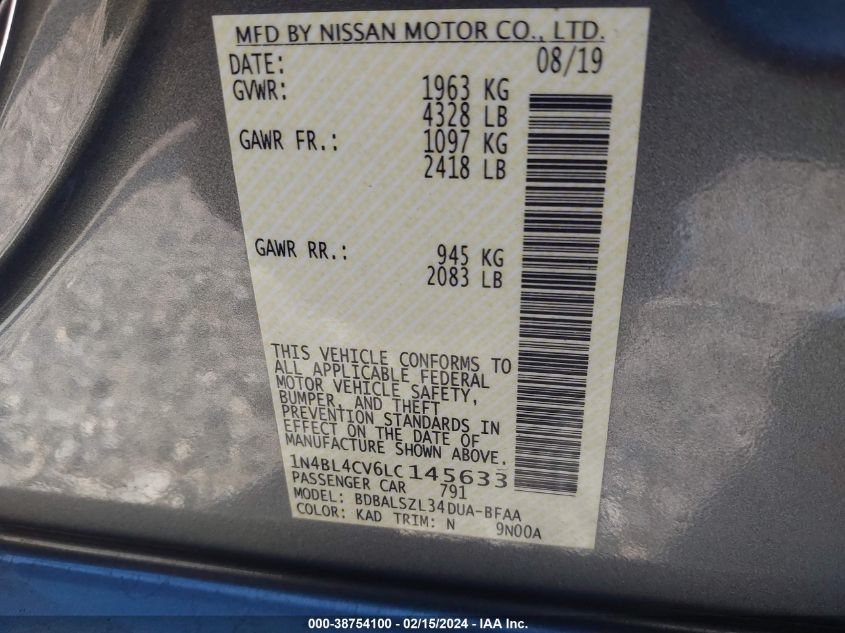 MFD BY NISSAN MOTOR CO., LTD.
DATE: 08/19
GVWR: 1963 KG
4328 LB
GAWR FR.: 1097 KG
2418 LB
GAWR RR.: 945 KG
2083 LB
THIS VEHICLE CONFORMS TO
ALL APPLICABLE FEDERAL
MOTOR VEHICLE SAFETY,
BUMPER, AND THEFT
PREVENTION STANDARDS IN
EFFECT ON THE DATE OF
MANUFACTURE SHOWN ABOVE.
1N4BL4CV6LC145633
PASSENGER CAR 791
MODEL: BDBALSZL34DUA-BFAA
COLOR: KAD TRIM: N 9N00A
000-38754100 - 02/15/2024 - IAA Inc.